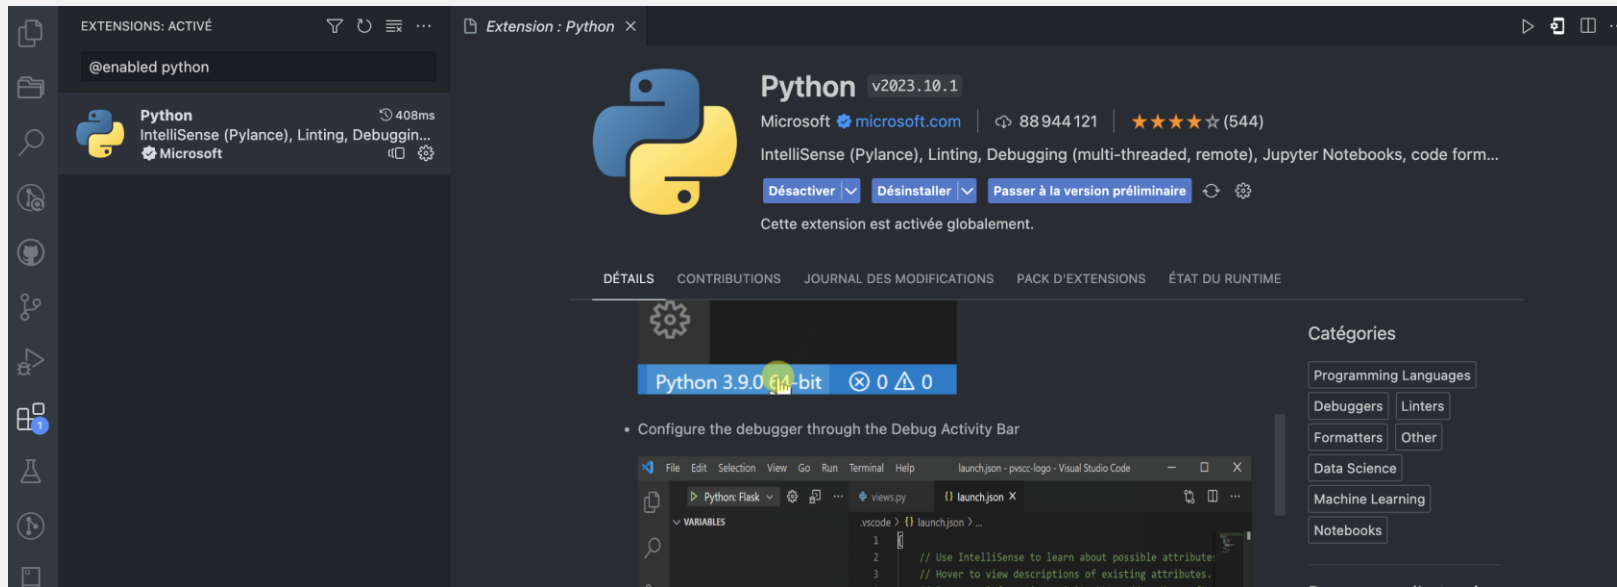 EXTENSIONS: ACTIVÉ
@enabled python
Python
408ms
IntelliSense (Pylance), Linting, Debuggin...
Microsoft
1
Extension : Python
Python v2023.10.1
Microsoft microsoft.com 88 944 121 (544)
IntelliSense (Pylance), Linting, Debugging (multi-threaded, remote), Jupyter Notebooks, code form...
Désactiver Désinstaller Passer à la version préliminaire
Cette extension est activée globalement.
DÉTAILS CONTRIBUTIONS JOURNAL DES MODIFICATIONS PACK D'EXTENSIONS ÉTAT DU RUNTIME
Python 3.9.0 64-bit 0 0
• Configure the debugger through the Debug Activity Bar
File Edit Selection View Go Run Terminal Help launch.json - pvscc-logo - Visual Studio Code
Python: Flask views.py {} launch.json
VARIABLES .vscode > {} launch.json > ...
1 {
2 // Use IntelliSense to learn about possible attribute
3 // Hover to view descriptions of existing attributes.
Catégories
Programming Languages
Debuggers Linters
Formatters Other
Data Science
Machine Learning
Notebooks